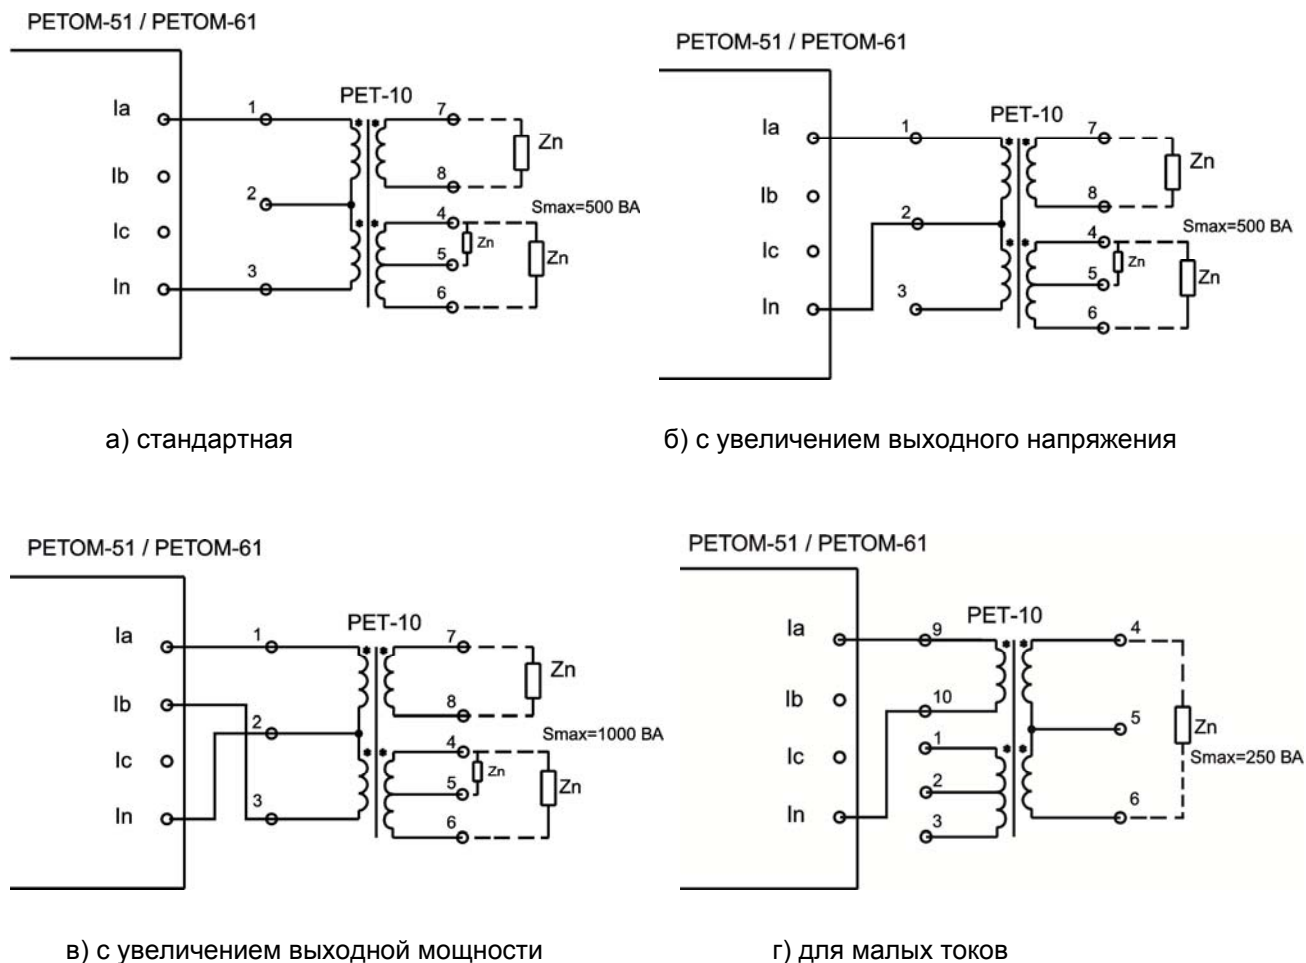 РЕТОМ-51 / РЕТОМ-61
Ia
Ib
Ic
In
1
2
3
РЕТ-10
* *
* *
7
8
4
5
6
Zn
Zn
Zn
Smax=500 ВА
а) стандартная
РЕТОМ-51 / РЕТОМ-61
Ia
Ib
Ic
In
1
2
3
РЕТ-10
* *
* *
7
8
4
5
6
Zn
Zn
Zn
Smax=500 ВА
б) с увеличением выходного напряжения
РЕТОМ-51 / РЕТОМ-61
Ia
Ib
Ic
In
1
2
3
РЕТ-10
* *
* *
7
8
4
5
6
Zn
Zn
Zn
Smax=1000 ВА
в) с увеличением выходной мощности
РЕТОМ-51 / РЕТОМ-61
Ia
Ib
Ic
In
9
10
1
2
3
РЕТ-10
* *
* *
4
5
6
Zn
Smax=250 ВА
г) для малых токов